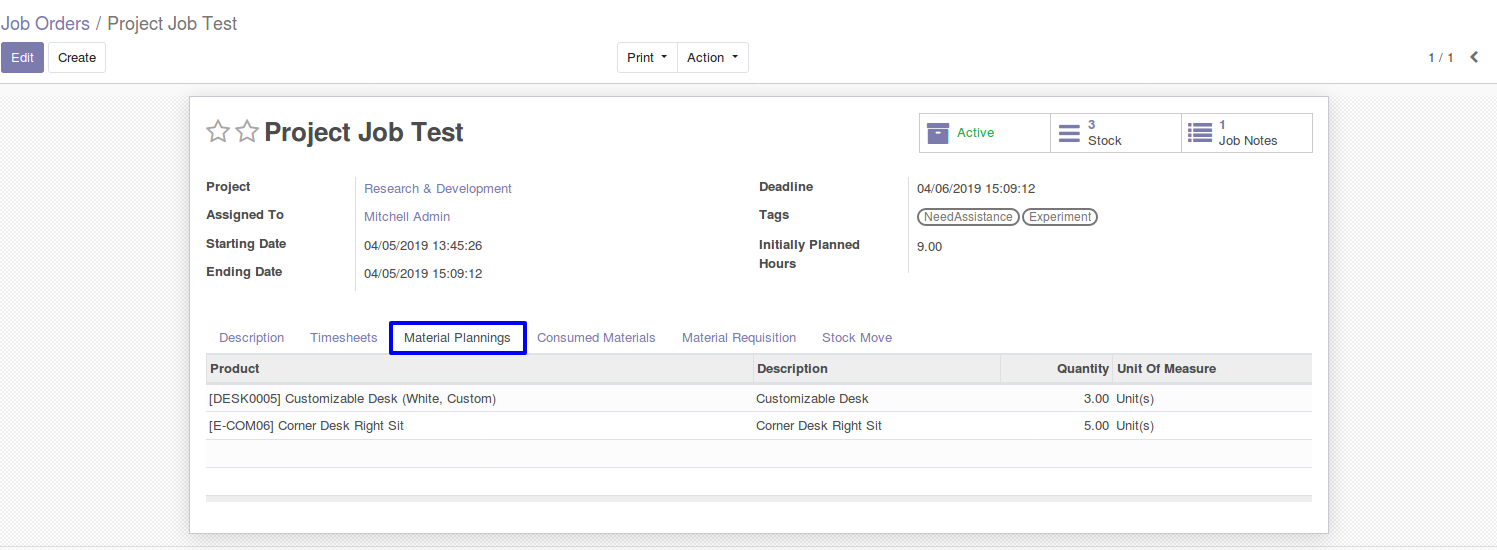 Job Orders / Project Job Test
Edit Create Print Action 1 / 1
Project Job Test
Active
3
Stock
1
Job Notes
Project Research & Development
Assigned To Mitchell Admin
Starting Date 04/05/2019 13:45:26
Ending Date 04/05/2019 15:09:12
Deadline 04/06/2019 15:09:12
Tags NeedAssistance Experiment
Initially Planned 9.00
Hours
Description Timesheets Material Plannings Consumed Materials Material Requisition Stock Move
Product Description Quantity Unit Of Measure
[DESK0005] Customizable Desk (White, Custom) Customizable Desk 3.00 Unit(s)
[E-COM06] Corner Desk Right Sit Corner Desk Right Sit 5.00 Unit(s)